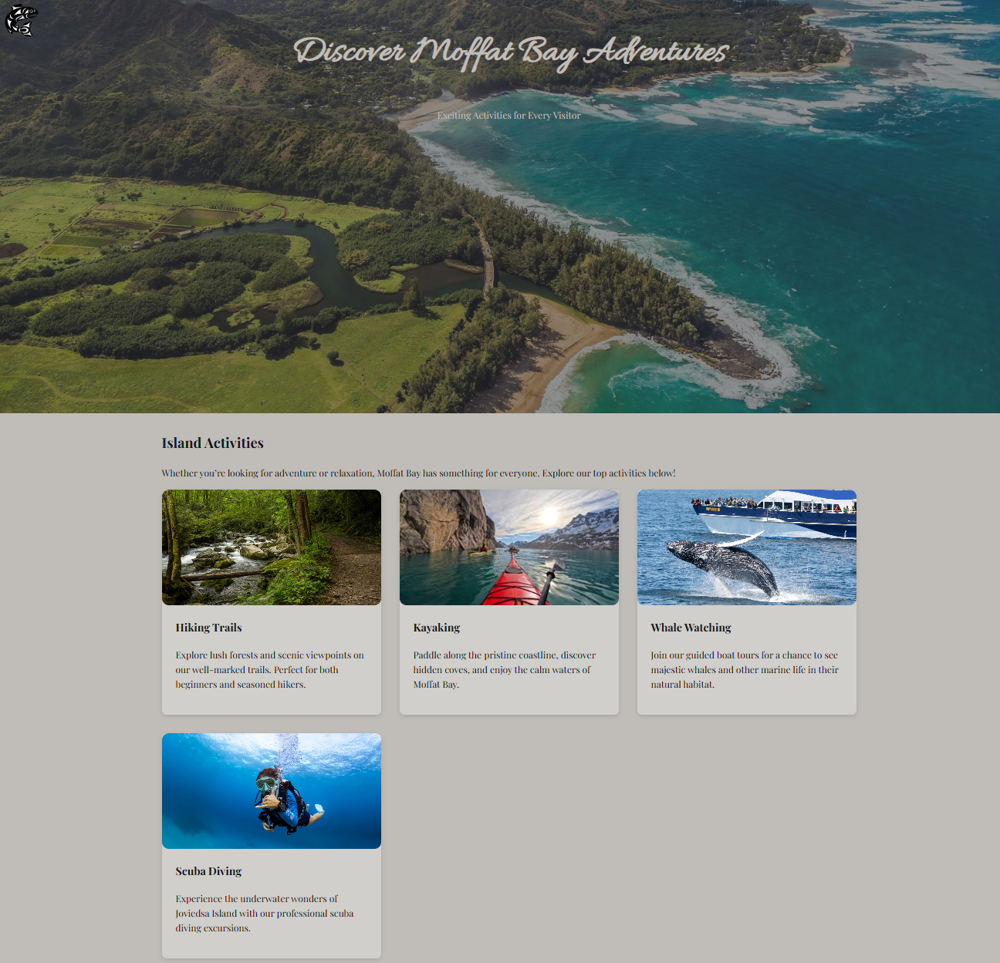 Discover Moffat Bay Adventures
Exciting Activities for Every Visitor
Island Activities
Whether you're looking for adventure or relaxation, Moffat Bay has something for everyone. Explore our top activities below!
Hiking Trails
Explore lush forests and scenic viewpoints on
our well-marked trails. Perfect for both
beginners and seasoned hikers.
Kayaking
Paddle along the pristine coastline, discover
hidden coves, and enjoy the calm waters of
Moffat Bay.
Whale Watching
Join our guided boat tours for a chance to see
majestic whales and other marine life in their
natural habitat.
Scuba Diving
Experience the underwater wonders of
Joviedsa Island with our professional scuba
diving excursions.